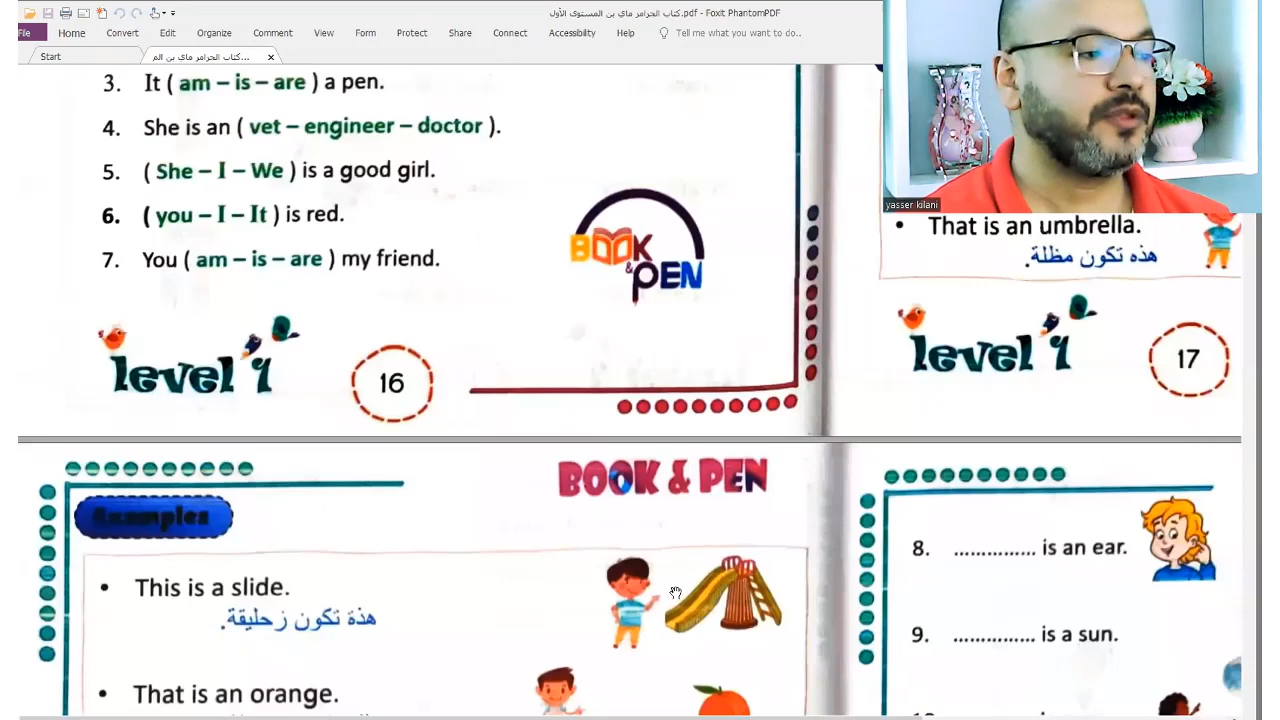 كتاب الجرامر ماي بن المستوى الأول.pdf - Foxit PhantomPDF
File Home Convert Edit Organize Comment View Form Protect Share Connect Accessibility Help Tell me what you want to do..
Start
كتاب الجرامر ماي بن الم...
3. It ( am – is – are ) a pen.
4. She is an ( vet – engineer – doctor ).
5. ( She – I – We ) is a good girl.
6. ( you – I – It ) is red.
7. You ( am – is – are ) my friend.
BOOK
& PEN
level 1
16
yasser kilani
• That is an umbrella.
هذه تكون مظلة.
level 1
17
BOOK & PEN
Examples
• This is a slide.
هذة تكون زحليقة.
• That is an orange.
8. ............... is an ear.
9. ............... is a sun.